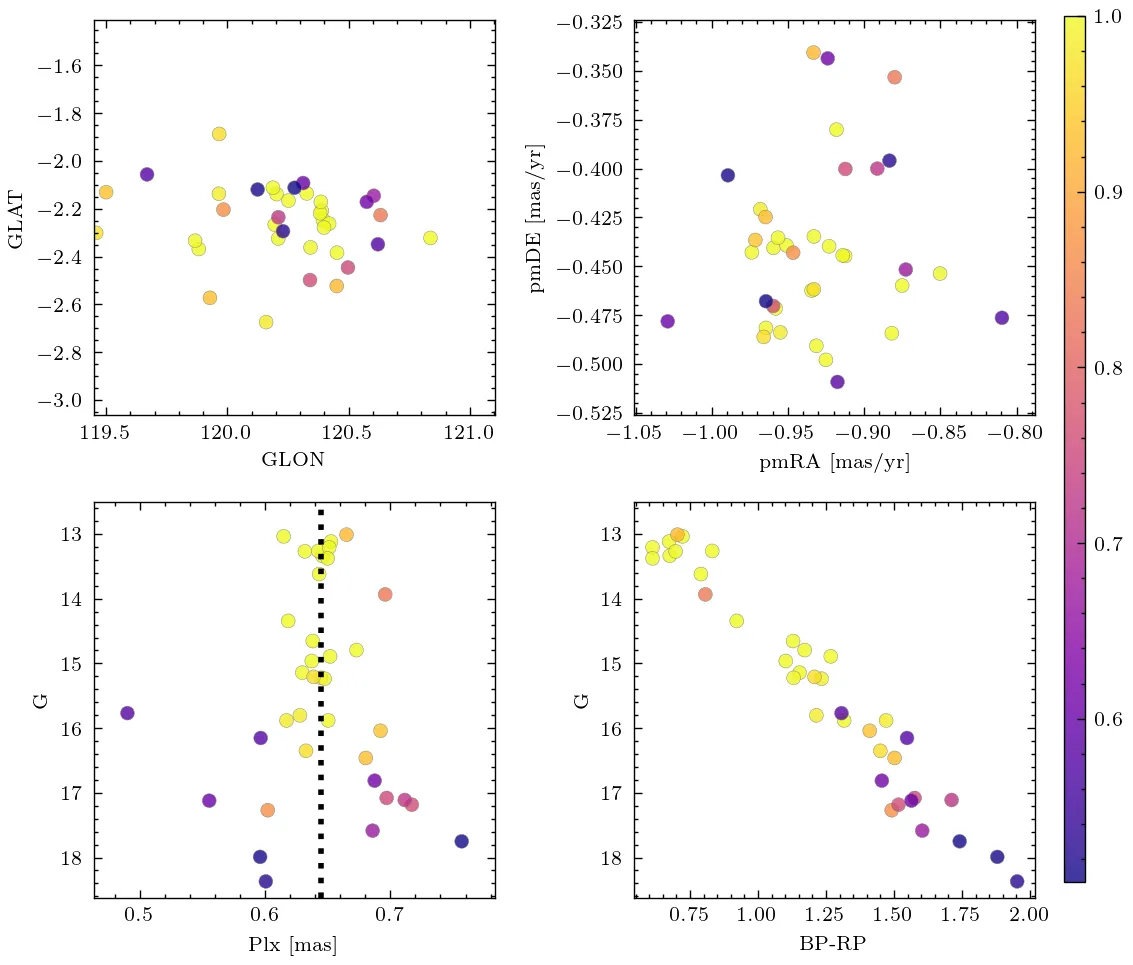 −1.6
−1.8
−2.0
−2.2
−2.4
−2.6
−2.8
−3.0
GLAT
119.5 120.0 120.5 121.0
GLON
−0.325
−0.350
−0.375
−0.400
−0.425
−0.450
−0.475
−0.500
−0.525
pmDE [mas/yr]
−1.05 −1.00 −0.95 −0.90 −0.85 −0.80
pmRA [mas/yr]
13
14
15
16
17
18
G
0.5 0.6 0.7
Plx [mas]
13
14
15
16
17
18
G
0.75 1.00 1.25 1.50 1.75 2.00
BP-RP
1.0
0.9
0.8
0.7
0.6